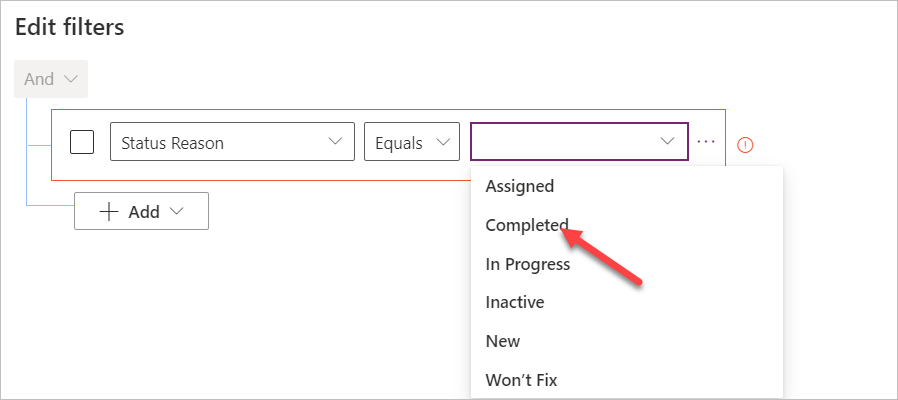 Edit filters
And
Status Reason Equals ...
Add
Assigned
Completed
In Progress
Inactive
New
Won’t Fix